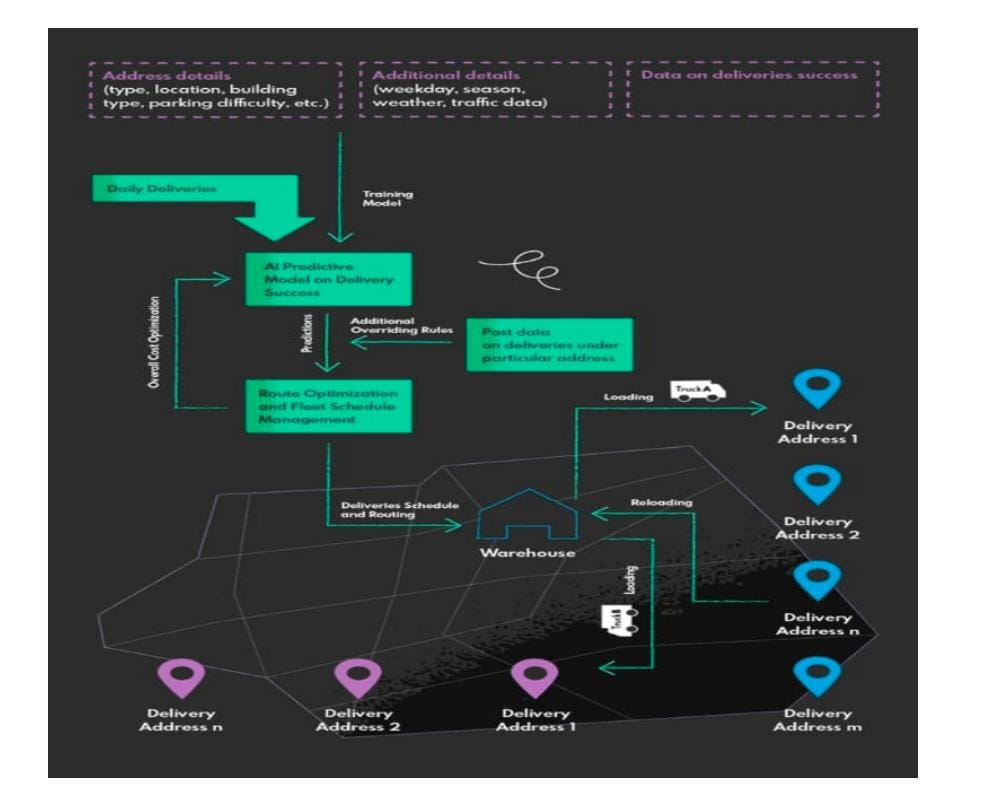 Address details
(type, location, building
type, parking difficulty, etc.)
Additional details
(weekday, season,
weather, traffic data)
Data on deliveries success
Daily Deliveries
Training
Model
AI Predictive
Model on Delivery
Success
Overall Cost Optimization
Predictions
Additional
Overriding Rules
Past data
on deliveries under
particular address
Route Optimization
and Fleet Schedule
Management
Loading
Truck A
Delivery
Address 1
Deliveries Schedule
and Routing
Warehouse
Reloading
Delivery
Address 2
Loading
Truck B
Delivery
Address n
Delivery
Address n
Delivery
Address 2
Delivery
Address 1
Delivery
Address m